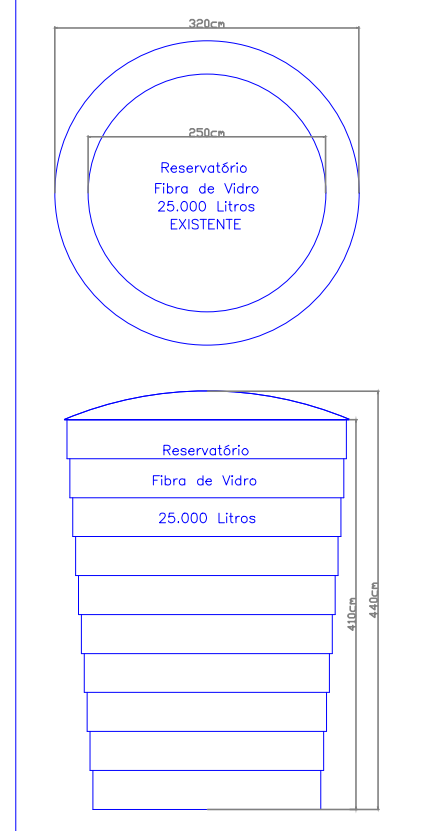 320cm
250cm
Reservatório
Fibra de Vidro
25.000 Litros
EXISTENTE
Reservatório
Fibra de Vidro
25.000 Litros
410cm
440cm